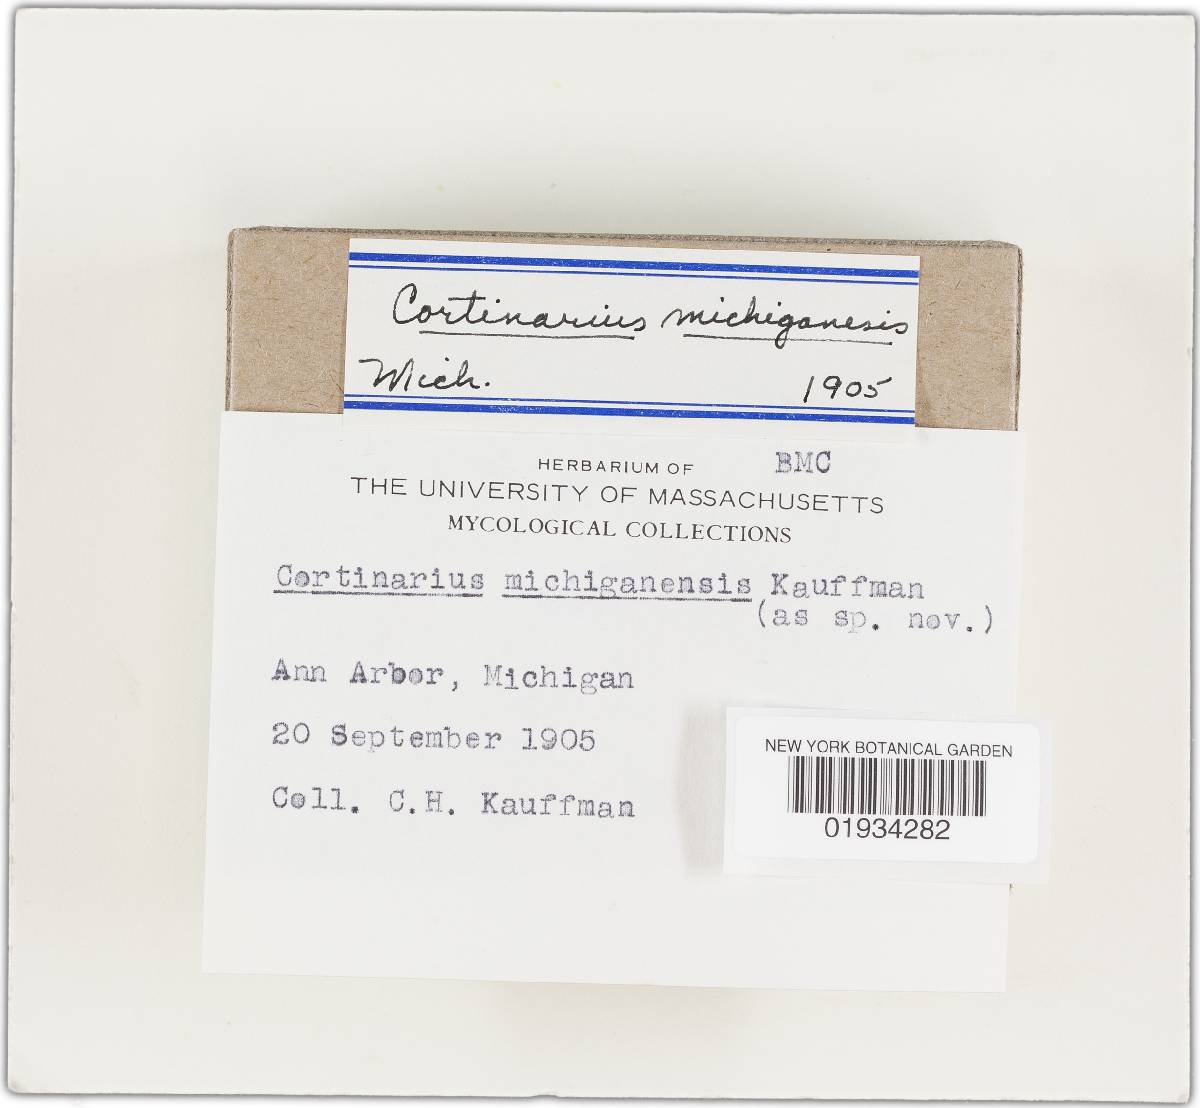 Cortinarius michiganesis
Mich. 1905
HERBARIUM OF BMC
THE UNIVERSITY OF MASSACHUSETTS
MYCOLOGICAL COLLECTIONS
Cortinarius michiganensis Kauffman
(as sp. nov.)
Ann Arbor, Michigan
20 September 1905
Coll. C.H. Kauffman
NEW YORK BOTANICAL GARDEN
01934282